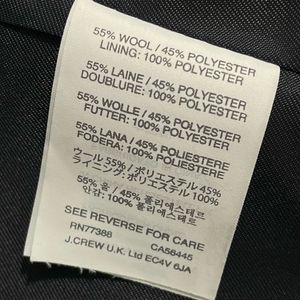 55% WOOL / 45% POLYESTER
LINING: 100% POLYESTER
55% LAINE / 45% POLYESTER
DOUBLURE: 100% POLYESTER
55% WOLLE / 45% POLYESTER
FUTTER: 100% POLYESTER
55% LANA / 45% POLIESTERE
FODERA: 100% POLIESTERE
ウール 55% / ポリエステル 45%
ライニング: ポリエステル 100%
55% 울 / 45% 폴리에스테르
안감: 100% 폴리에스테르
SEE REVERSE FOR CARE
RN77388 CA58445
J.CREW U.K. Ltd EC4V 6JA